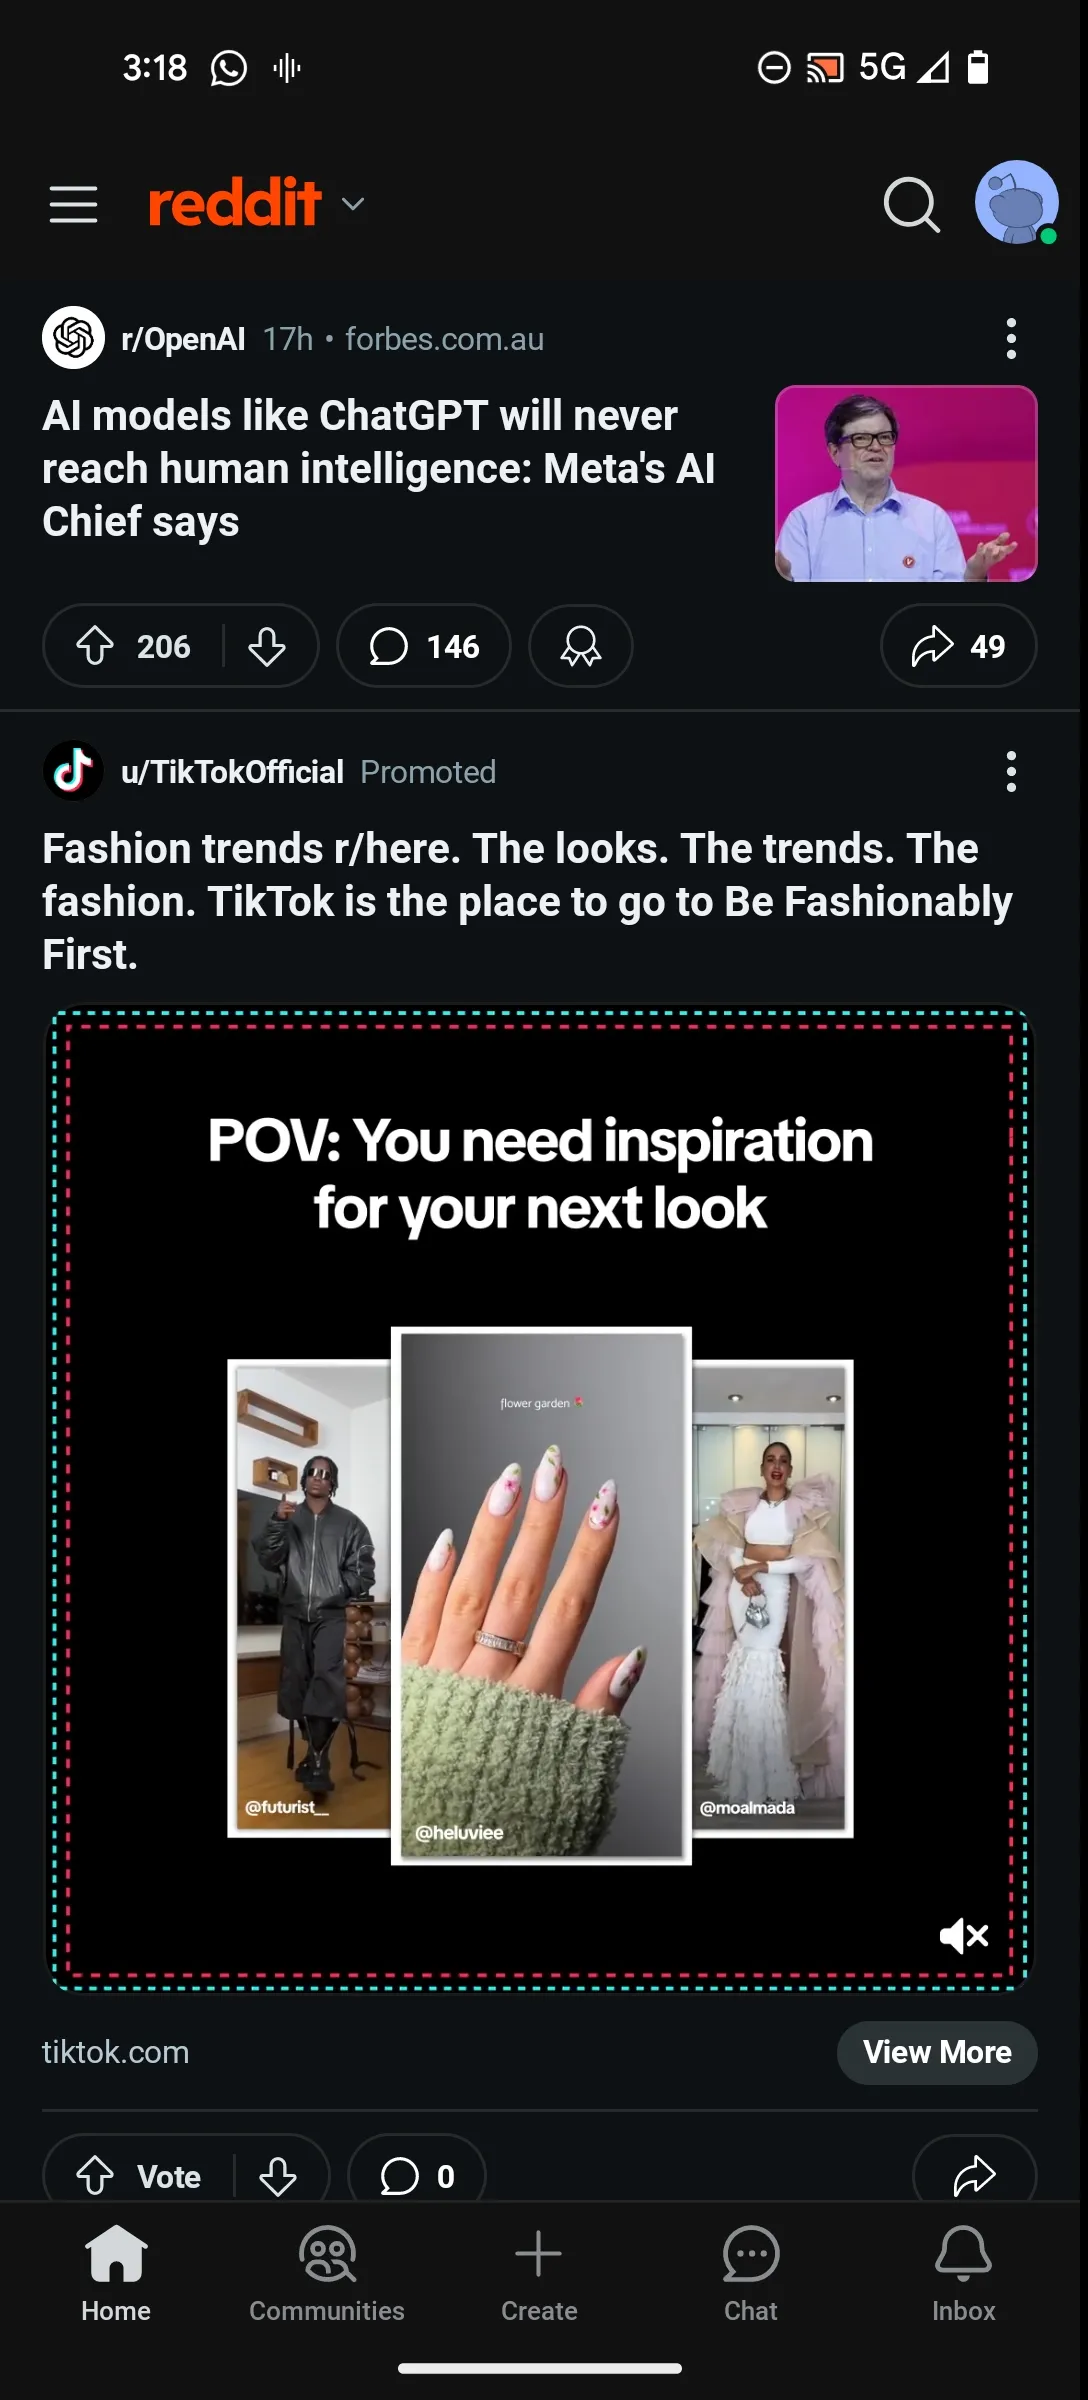 3:18
5G
reddit
r/OpenAI 17h • forbes.com.au
AI models like ChatGPT will never
reach human intelligence: Meta's AI
Chief says
206
146
49
u/TikTokOfficial Promoted
Fashion trends r/here. The looks. The trends. The
fashion. TikTok is the place to go to Be Fashionably
First.
POV: You need inspiration
for your next look
flower garden
@futurist__
@heluviee
@moalmada
tiktok.com
View More
Vote
0
Home
Communities
Create
Chat
Inbox